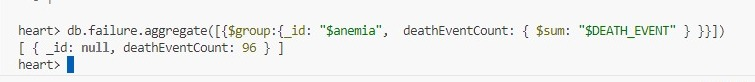 heart> db.failure.aggregate([{$group:{_id: "$anemia",  deathEventCount: { $sum: "$DEATH_EVENT" } }}])
[ { _id: null, deathEventCount: 96 } ]
heart>